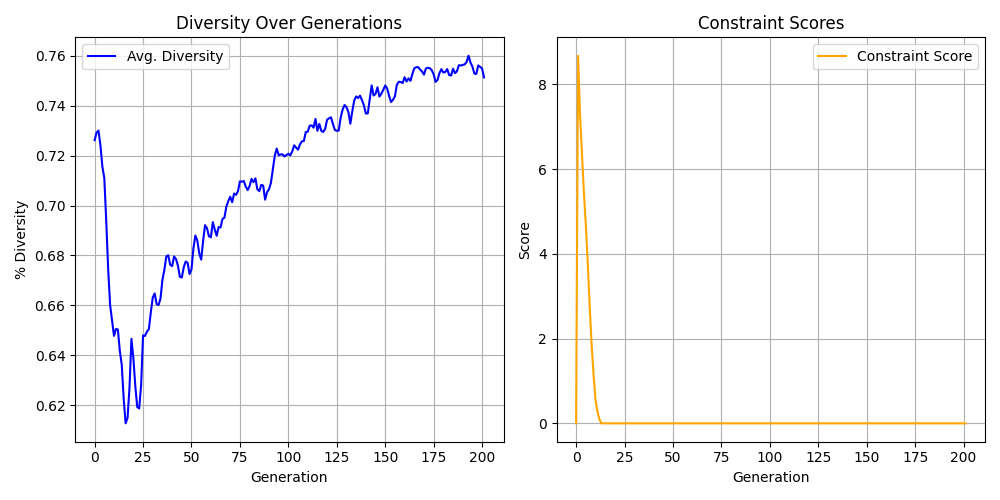 Diversity Over Generations
Avg. Diversity
% Diversity
0.76
0.74
0.72
0.70
0.68
0.66
0.64
0.62
0 25 50 75 100 125 150 175 200
Generation
Constraint Scores
Constraint Score
Score
8
6
4
2
0
0 25 50 75 100 125 150 175 200
Generation